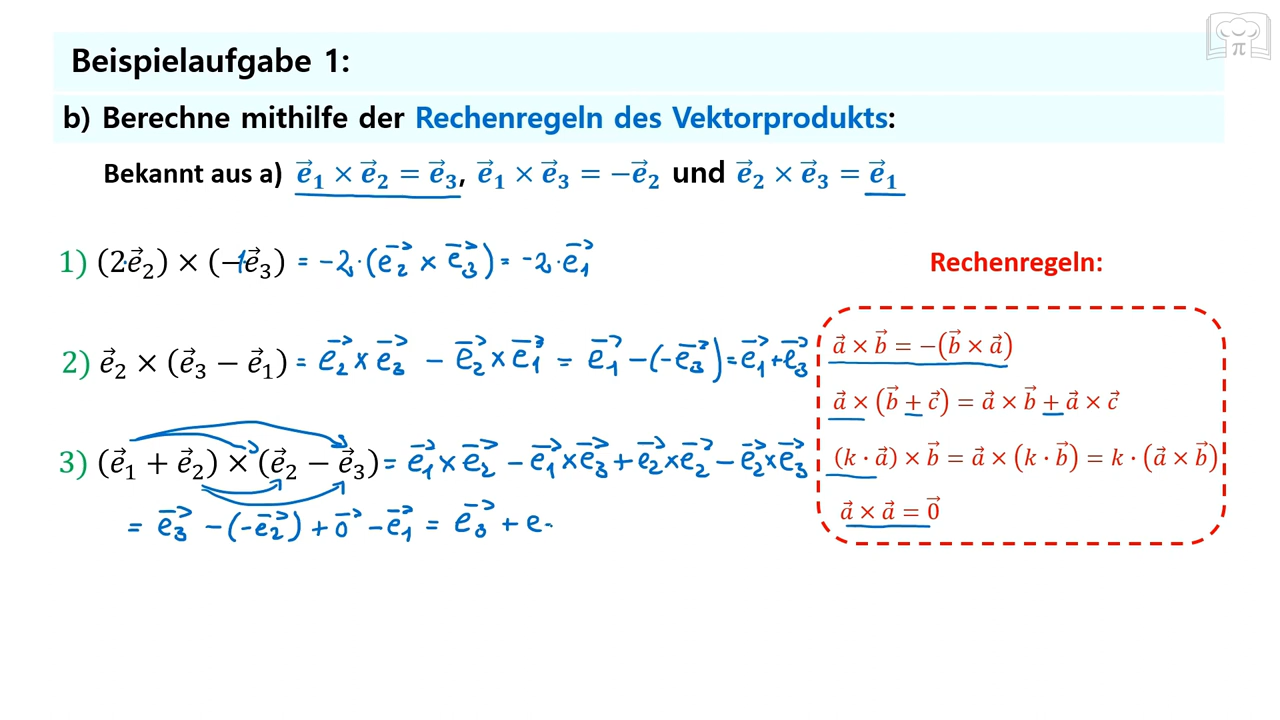 Beispielaufgabe 1:
b) Berechne mithilfe der Rechenregeln des Vektorprodukts:
Bekannt aus a) e⃗₁ × e⃗₂ = e⃗₃, e⃗₁ × e⃗₃ = −e⃗₂ und e⃗₂ × e⃗₃ = e⃗₁
1) (2·e⃗₂) × (−1·e⃗₃) = −2·(e⃗₂ × e⃗₃) = −2·e⃗₁
2) e⃗₂ × (e⃗₃ − e⃗₁) = e⃗₂ × e⃗₃ − e⃗₂ × e⃗₁ = e⃗₁ − (−e⃗₃) = e⃗₁ + e⃗₃
3) (e⃗₁ + e⃗₂) × (e⃗₂ − e⃗₃) = e⃗₁ × e⃗₂ − e⃗₁ × e⃗₃ + e⃗₂ × e⃗₂ − e⃗₂ × e⃗₃
= e⃗₃ − (−e⃗₂) + 0⃗ − e⃗₁ = e⃗₃ + e
Rechenregeln:
a⃗ × b⃗ = −(b⃗ × a⃗)
a⃗ × (b⃗ + c⃗) = a⃗ × b⃗ + a⃗ × c⃗
(k · a⃗) × b⃗ = a⃗ × (k · b⃗) = k · (a⃗ × b⃗)
a⃗ × a⃗ = 0⃗
π